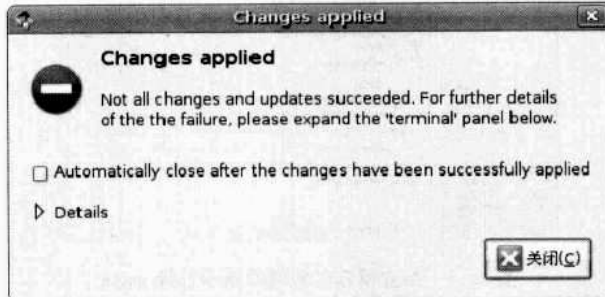 Changes applied
Changes applied
Not all changes and updates succeeded. For further details
of the the failure, please expand the 'terminal' panel below.
Automatically close after the changes have been successfully applied
Details
关闭(C)